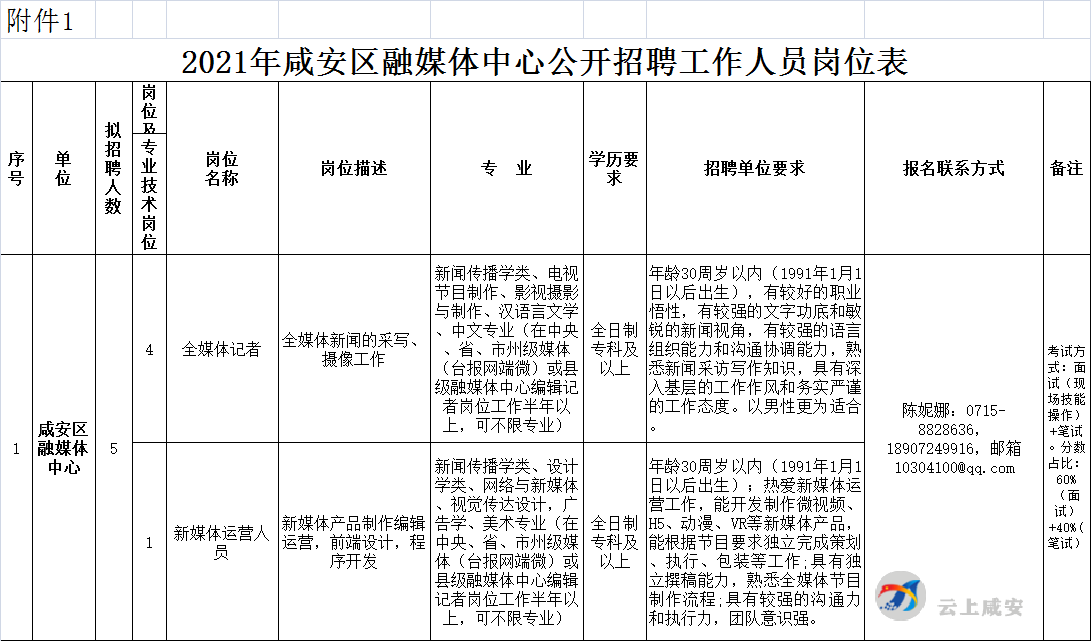 附件1
2021年咸安区融媒体中心公开招聘工作人员岗位表
序
号
单
位
拟
招
聘
人
数
岗
位
及
专
业
技
术
岗
位
岗位
名称
岗位描述
专 业
学历要
求
招聘单位要求
报名联系方式
备注
1
咸安区
融媒体
中心
5
4
全媒体记者
全媒体新闻的采写、
摄像工作
新闻传播学类、电视
节目制作、影视摄影
与制作、汉语言文学
、中文专业（在中央
、省、市州级媒体
（台报网端微）或县
级融媒体中心编辑记
者岗位工作半年以
上，可不限专业）
全日制
专科及
以上
年龄30周岁以内（1991年1月1
日以后出生），有较好的职业
悟性，有较强的文字功底和敏
锐的新闻视角，有较强的语言
组织能力和沟通协调能力，熟
悉新闻采访写作知识，具有深
入基层的工作作风和务实严谨
的工作态度。以男性更为适合
。
1
新媒体运营人
员
新媒体产品制作编辑
运营，前端设计，程
序开发
新闻传播学类、设计
学类、网络与新媒体
、视觉传达设计，广
告学、美术专业（在
中央、省、市州级媒
体（台报网端微）或
县级融媒体中心编辑
记者岗位工作半年以
上，可不限专业）
全日制
专科及
以上
年龄30周岁以内（1991年1月1
日以后出生）；热爱新媒体运
营工作，能开发制作微视频、
H5、动漫、VR等新媒体产品，
能根据节目要求独立完成策划
、执行、包装等工作;具有独
立撰稿能力，熟悉全媒体节目
制作流程;具有较强的沟通力
和执行力，团队意识强。
陈妮娜：0715-
8828636，
18907249916，邮箱
10304100@qq.com
考试方
式：面
试（现
场技能
操作）
+笔试
。分数
占比：
60%
（面
试）
+40%(
笔试）
云上咸安